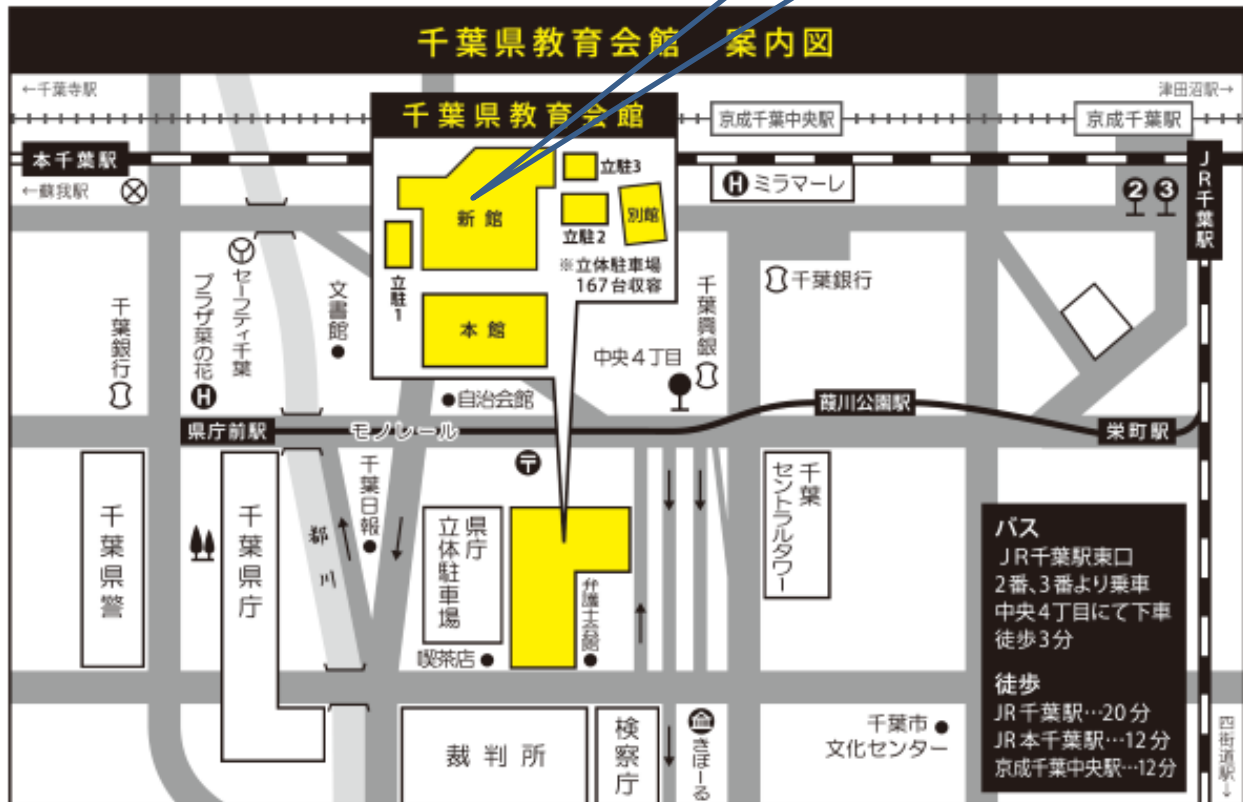 千葉県教育会館 案内図
←千葉寺駅
津田沼駅→
千葉県教育会館
京成千葉中央駅
京成千葉駅
本千葉駅
←蘇我駅
JR千葉駅
立駐3
新館
別館
立駐2
立駐1
※立体駐車場
167台収容
本館
H ミラマーレ
2 3
千葉銀行
セーフティ千葉
プラザ菜の花
H
文書館
千葉興銀
千葉銀行
中央4丁目
自治会館
葭川公園駅
県庁前駅
モノレール
栄町駅
〒
千葉県警
千葉県庁
都川
千葉日報
県庁
立体駐車場
弁護士会館
喫茶店
千葉
セントラルタワー
裁判所
検察庁
きぼーる
千葉市
文化センター
バス
JR千葉駅東口
2番、3番より乗車
中央4丁目にて下車
徒歩3分
徒歩
JR千葉駅…20分
JR本千葉駅…12分
京成千葉中央駅…12分
四街道駅→